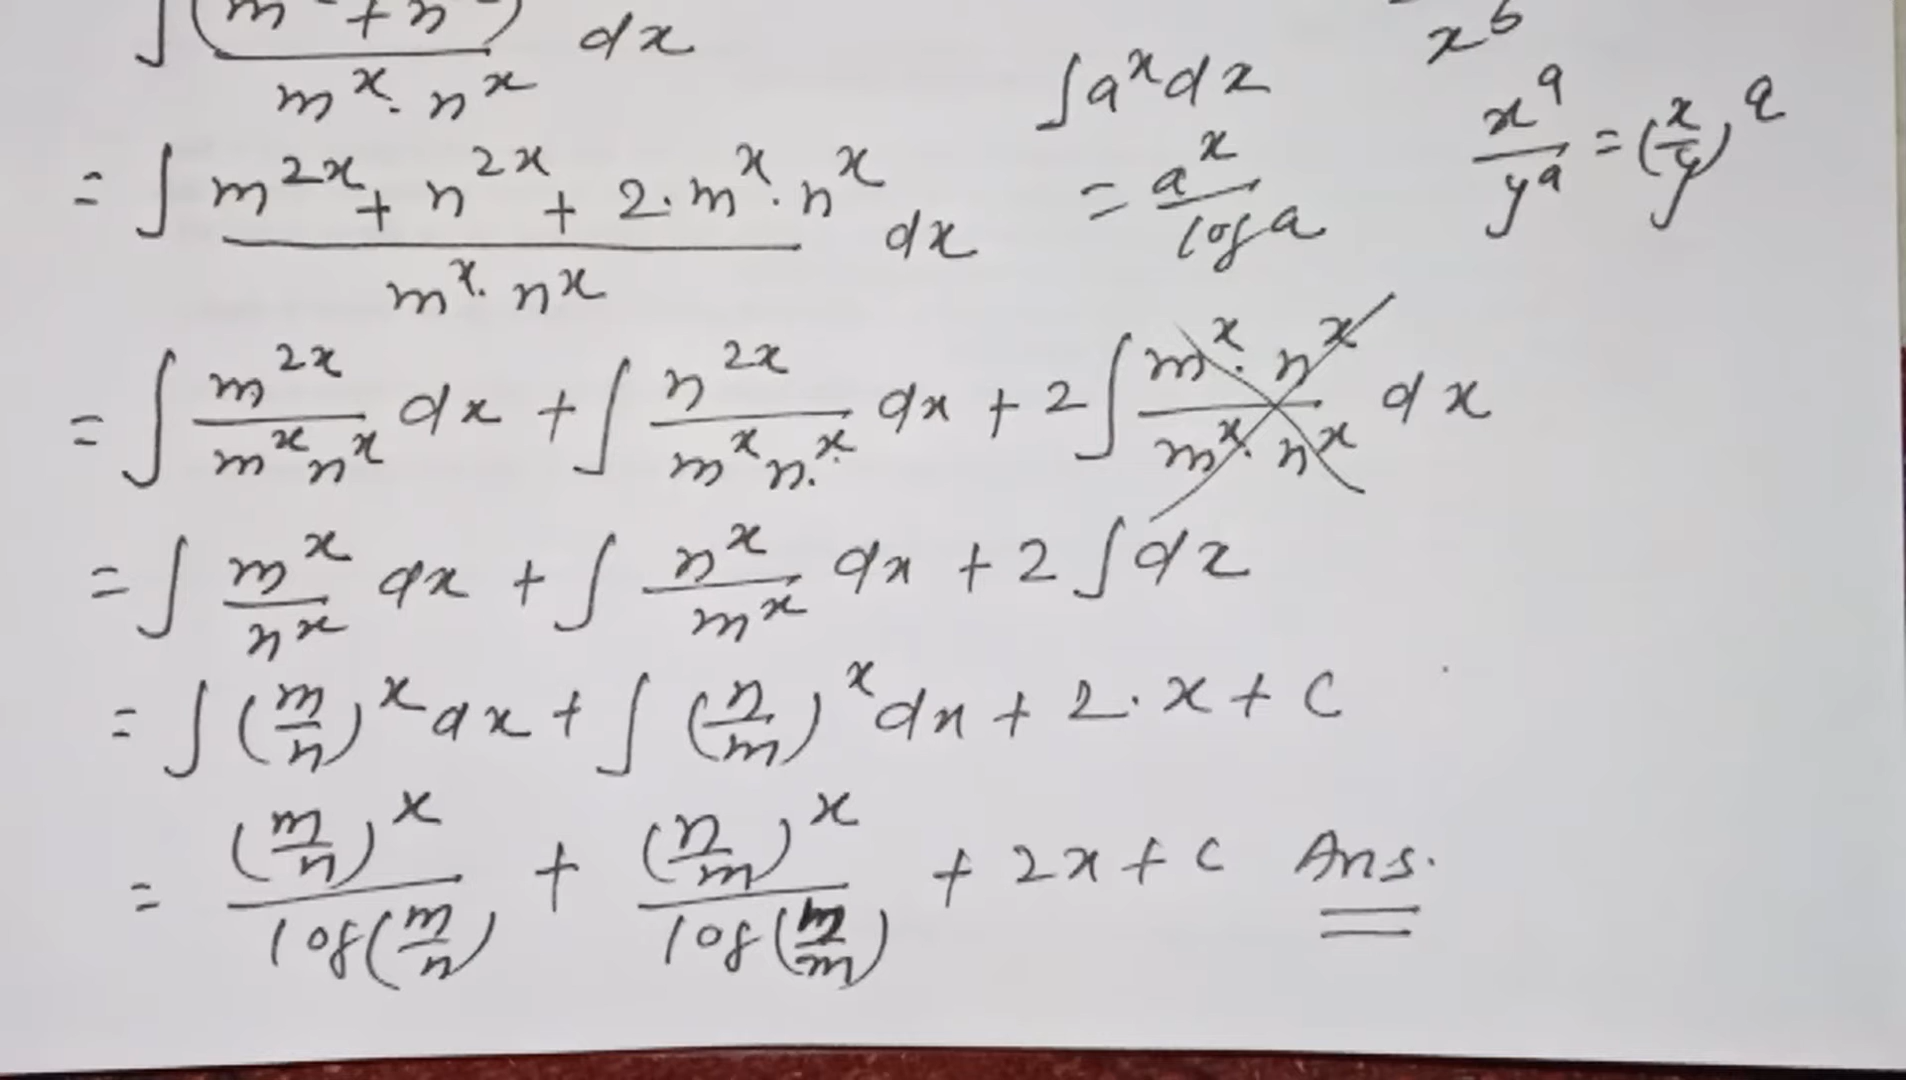 ∫ (m + n ) / m^x · n^x dx
= ∫ m^2x + n^2x + 2·m^x·n^x / m^x·n^x dx
= ∫ m^2x / m^x n^x dx + ∫ n^2x / m^x n^x dx + 2∫ m^x·n^x / m^x·n^x dx
= ∫ m^x / n^x dx + ∫ n^x / m^x dx + 2∫dx
= ∫(m/n)^x dx + ∫(n/m)^x dx + 2·x + c
= (m/n)^x / log(m/n) + (n/m)^x / log(n/m) + 2x + c Ans.
∫a^x dx
= a^x / log a
x^b
x^a / y^a = (x/y)^a